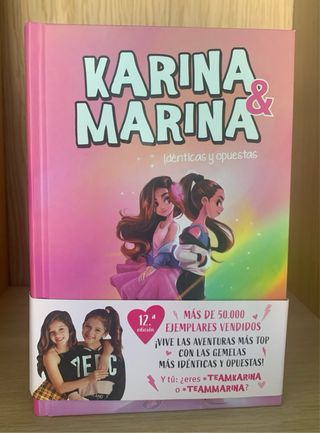 KARINA
&
MARINA
Idénticas y opuestas
12.ª
edición
MÁS DE 50.000
EJEMPLARES VENDIDOS
¡VIVE LAS AVENTURAS MÁS TOP
CON LAS GEMELAS
MÁS IDÉNTICAS Y OPUESTAS!
Y tú: ¿eres #TEAMKARINA
o #TEAMMARINA?